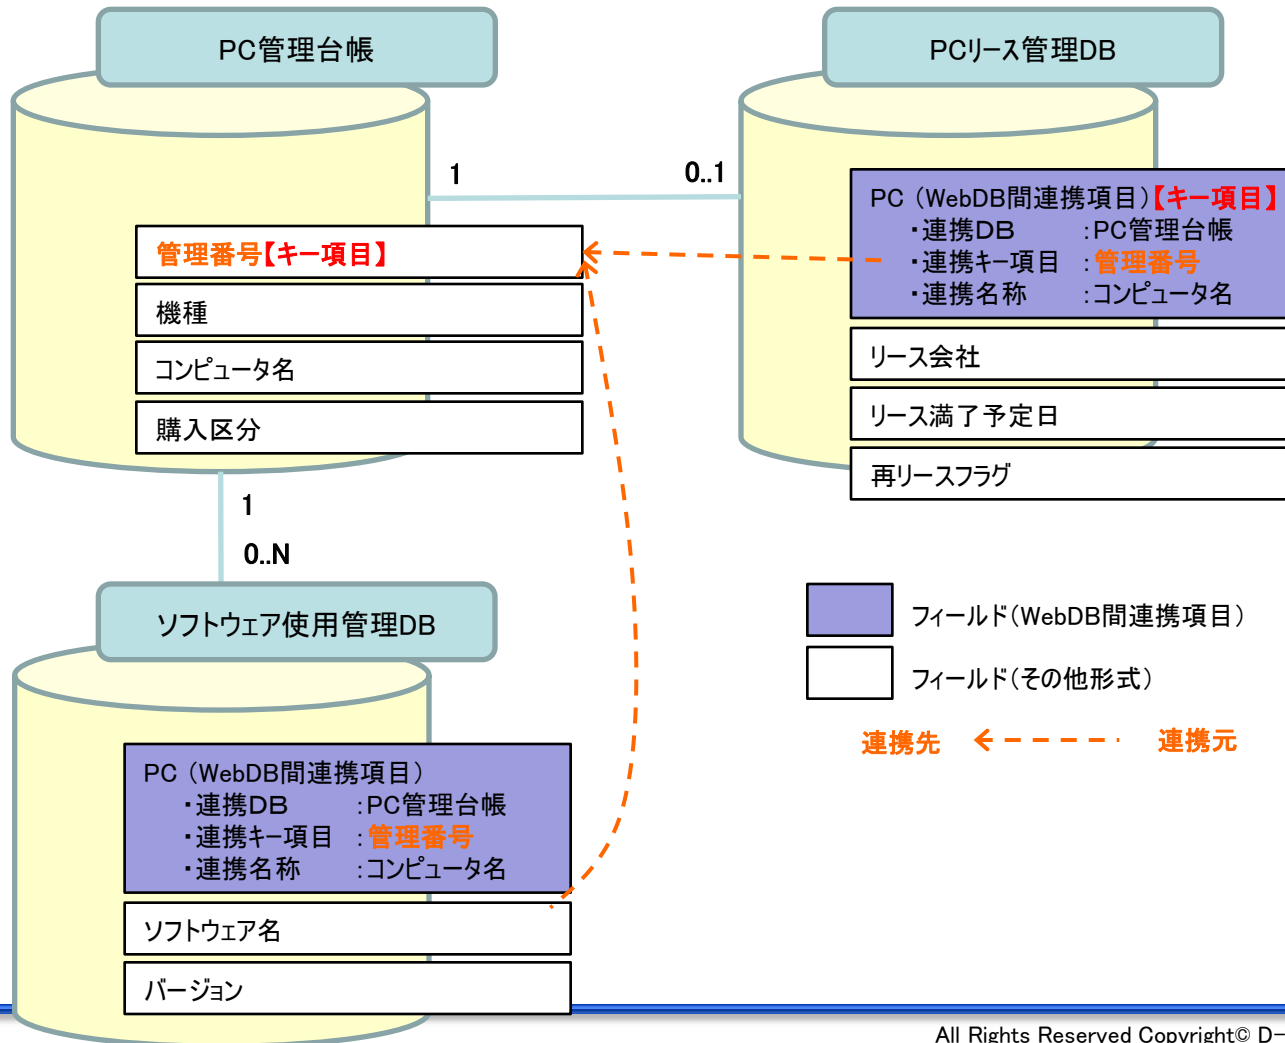 PC管理台帳
管理番号【キー項目】
機種
コンピュータ名
購入区分
1
0..1
PCリース管理DB
PC (WebDB間連携項目)【キー項目】
・連携DB :PC管理台帳
・連携キー項目 :管理番号
・連携名称 :コンピュータ名
リース会社
リース満了予定日
再リースフラグ
1
0..N
ソフトウェア使用管理DB
PC (WebDB間連携項目)
・連携DB :PC管理台帳
・連携キー項目 :管理番号
・連携名称 :コンピュータ名
ソフトウェア名
バージョン
フィールド(WebDB間連携項目)
フィールド(その他形式)
連携先 連携元
All Rights Reserved Copyright© D-